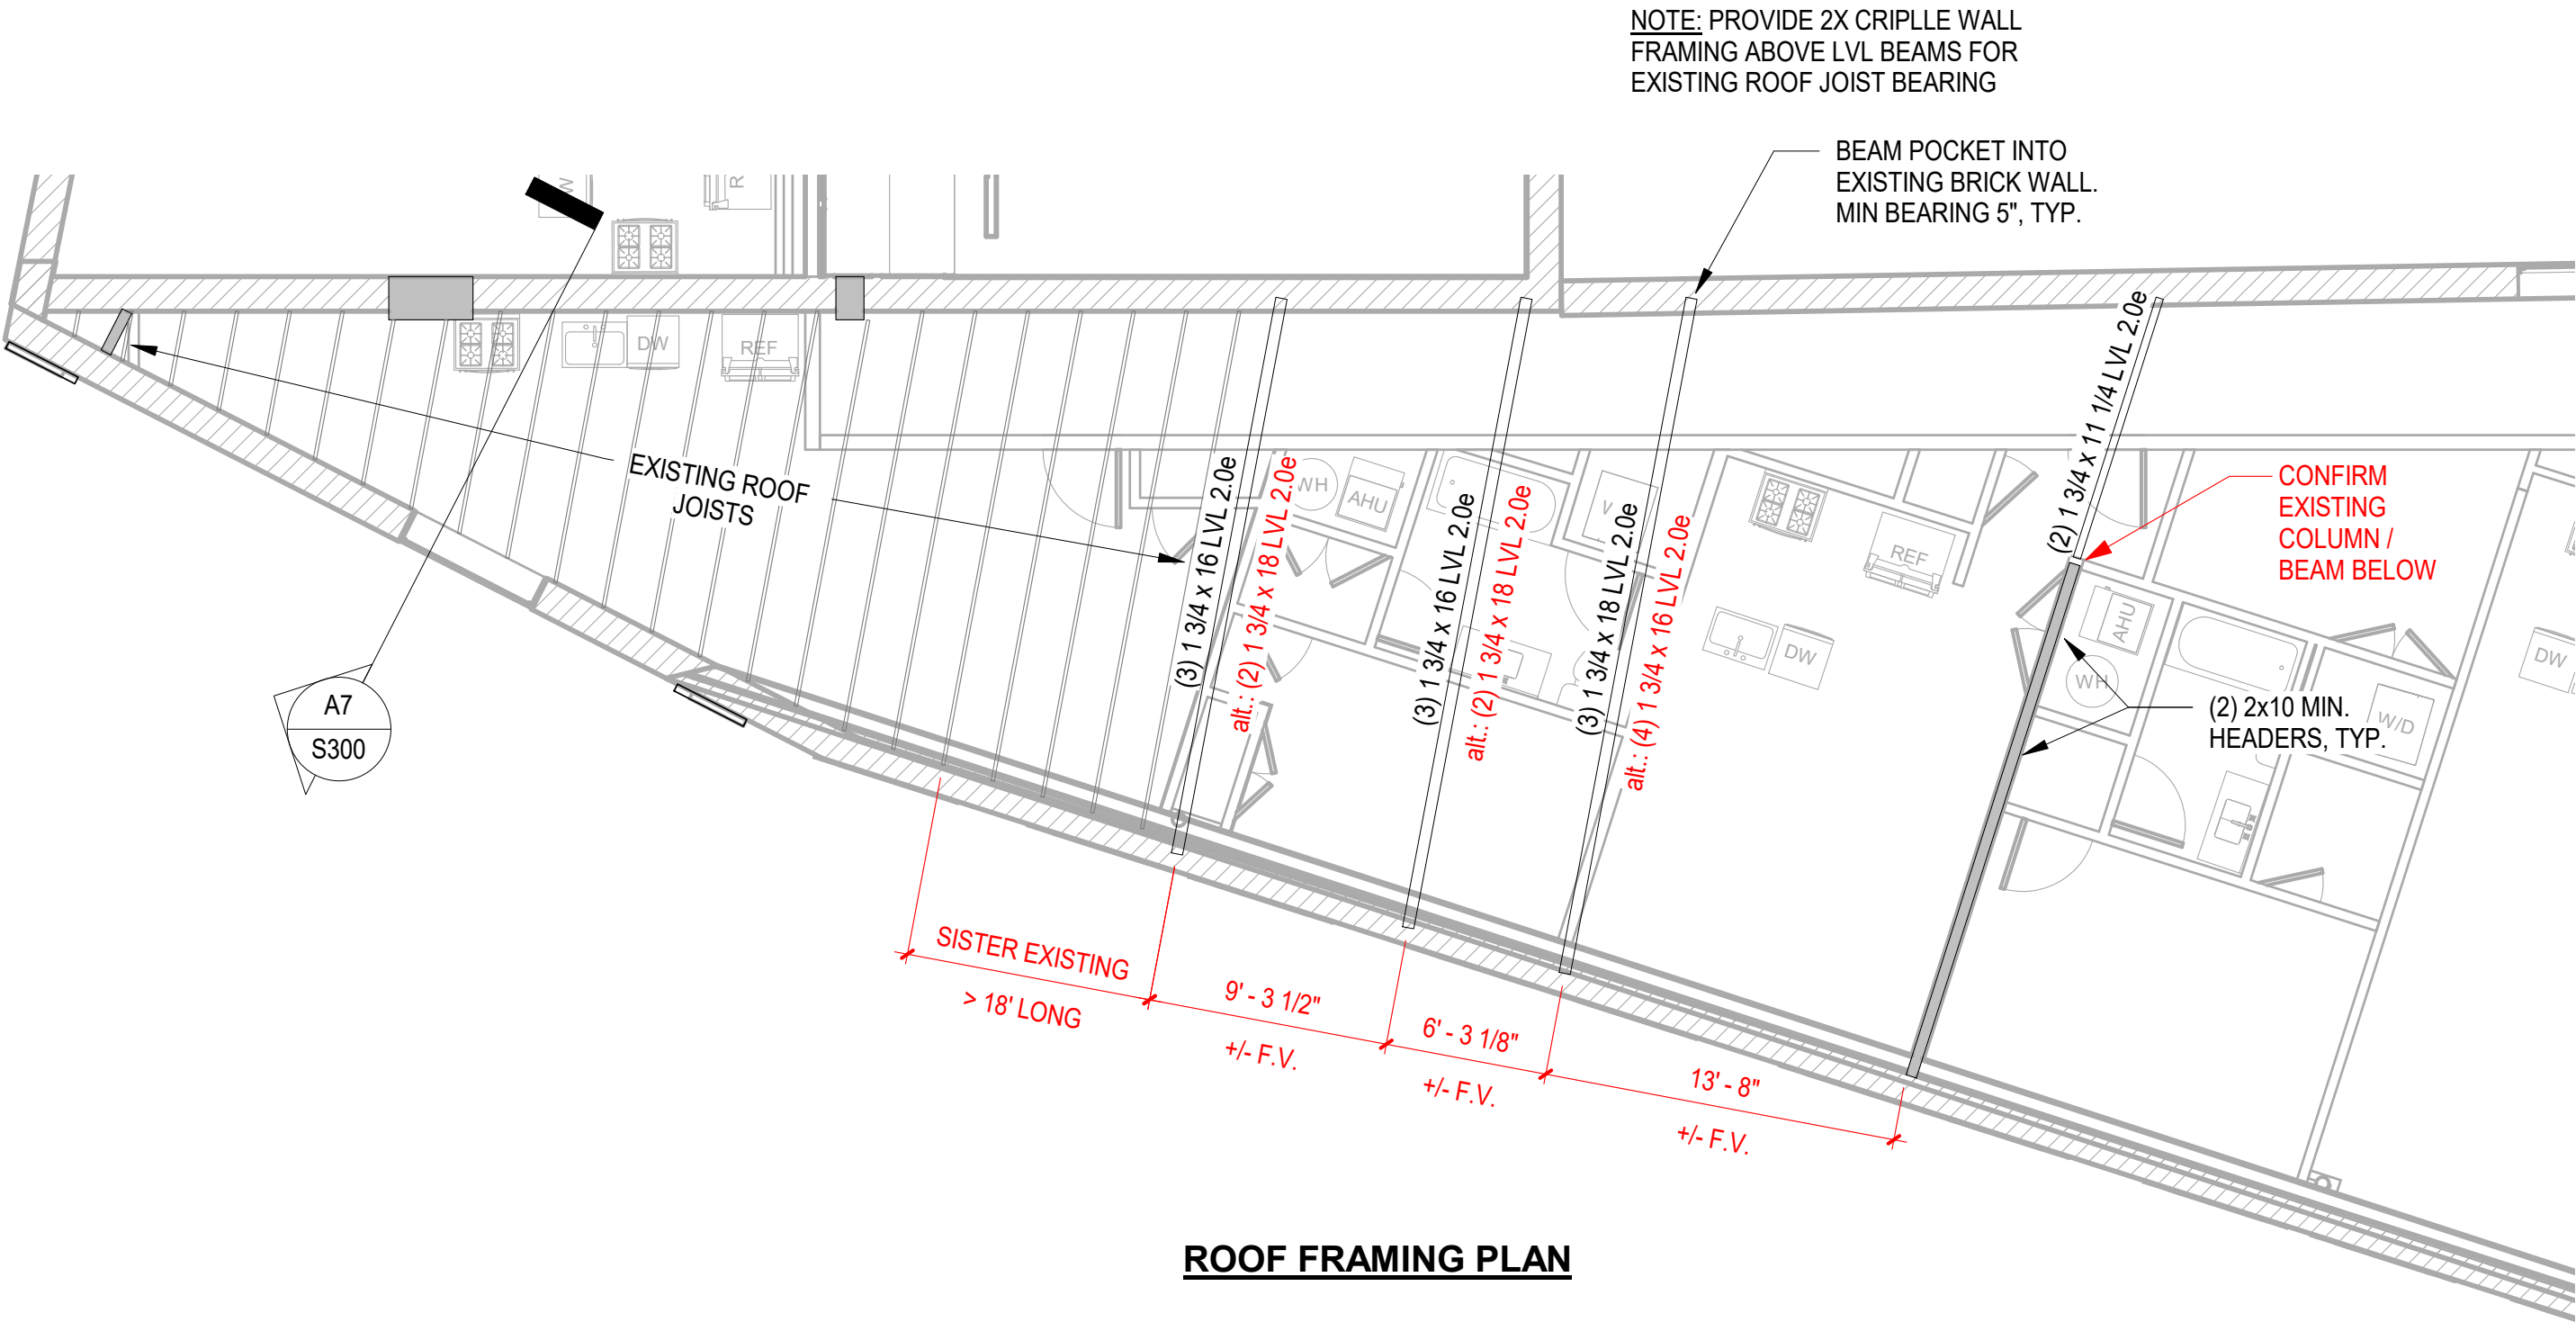 NOTE: PROVIDE 2X CRIPLLE WALL
FRAMING ABOVE LVL BEAMS FOR
EXISTING ROOF JOIST BEARING
BEAM POCKET INTO
EXISTING BRICK WALL.
MIN BEARING 5", TYP.
W
R
DW
REF
EXISTING ROOF
JOISTS
A7
S300
(3) 1 3/4 x 16 LVL 2.0e
alt.: (2) 1 3/4 x 18 LVL 2.0e
WH
AHU
(3) 1 3/4 x 16 LVL 2.0e
alt.: (2) 1 3/4 x 18 LVL 2.0e
(3) 1 3/4 x 18 LVL 2.0e
alt.: (4) 1 3/4 x 16 LVL 2.0e
REF
DW
(2) 1 3/4 x 11 1/4 LVL 2.0e
CONFIRM
EXISTING
COLUMN /
BEAM BELOW
AHU
WH
W/D
DW
(2) 2x10 MIN.
HEADERS, TYP.
SISTER EXISTING
> 18' LONG
9' - 3 1/2"
+/- F.V.
6' - 3 1/8"
+/- F.V.
13' - 8"
+/- F.V.
ROOF FRAMING PLAN